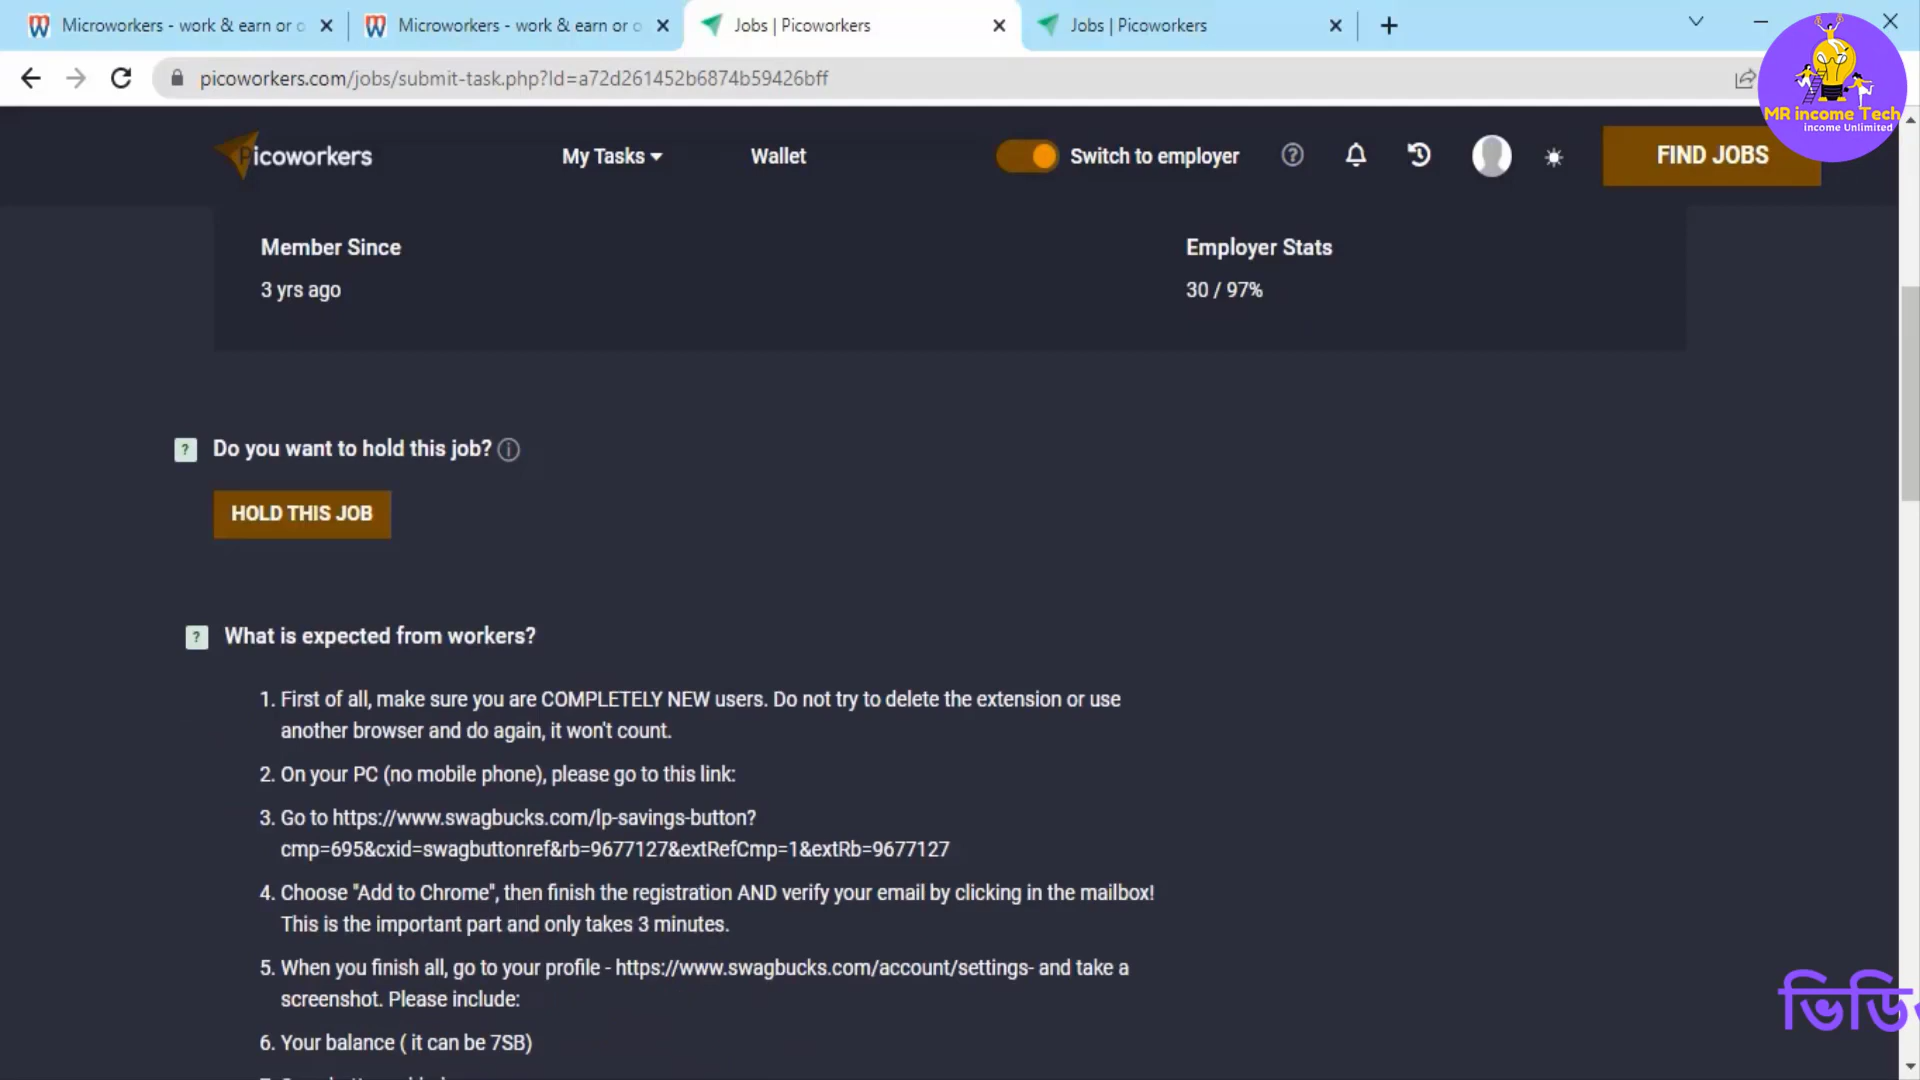 Microworkers - work & earn or o
Microworkers - work & earn or o
Jobs | Picoworkers
Jobs | Picoworkers
picoworkers.com/jobs/submit-task.php?Id=a72d261452b6874b59426bff
MR income Tech
Income Unlimited
Picoworkers
My Tasks
Wallet
Switch to employer
FIND JOBS
Member Since
Employer Stats
3 yrs ago
30 / 97%
Do you want to hold this job?
HOLD THIS JOB
What is expected from workers?
1. First of all, make sure you are COMPLETELY NEW users. Do not try to delete the extension or use
another browser and do again, it won't count.
2. On your PC (no mobile phone), please go to this link:
3. Go to https://www.swagbucks.com/lp-savings-button?
cmp=695&cxid=swagbuttonref&rb=9677127&extRefCmp=1&extRb=9677127
4. Choose "Add to Chrome", then finish the registration AND verify your email by clicking in the mailbox!
This is the important part and only takes 3 minutes.
5. When you finish all, go to your profile - https://www.swagbucks.com/account/settings- and take a
screenshot. Please include:
6. Your balance ( it can be 7SB)